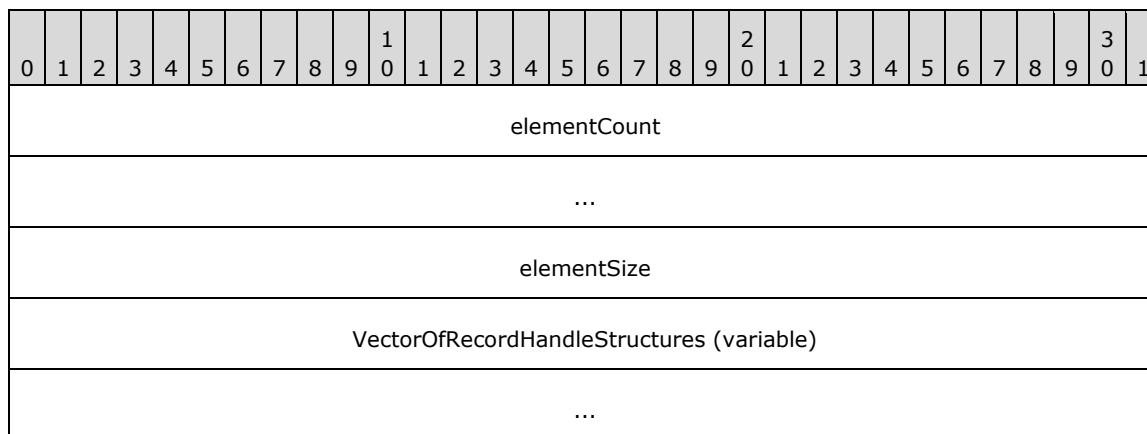 1 2 3
0 1 2 3 4 5 6 7 8 9 0 1 2 3 4 5 6 7 8 9 0 1 2 3 4 5 6 7 8 9 0 1
elementCount
...
elementSize
VectorOfRecordHandleStructures (variable)
...